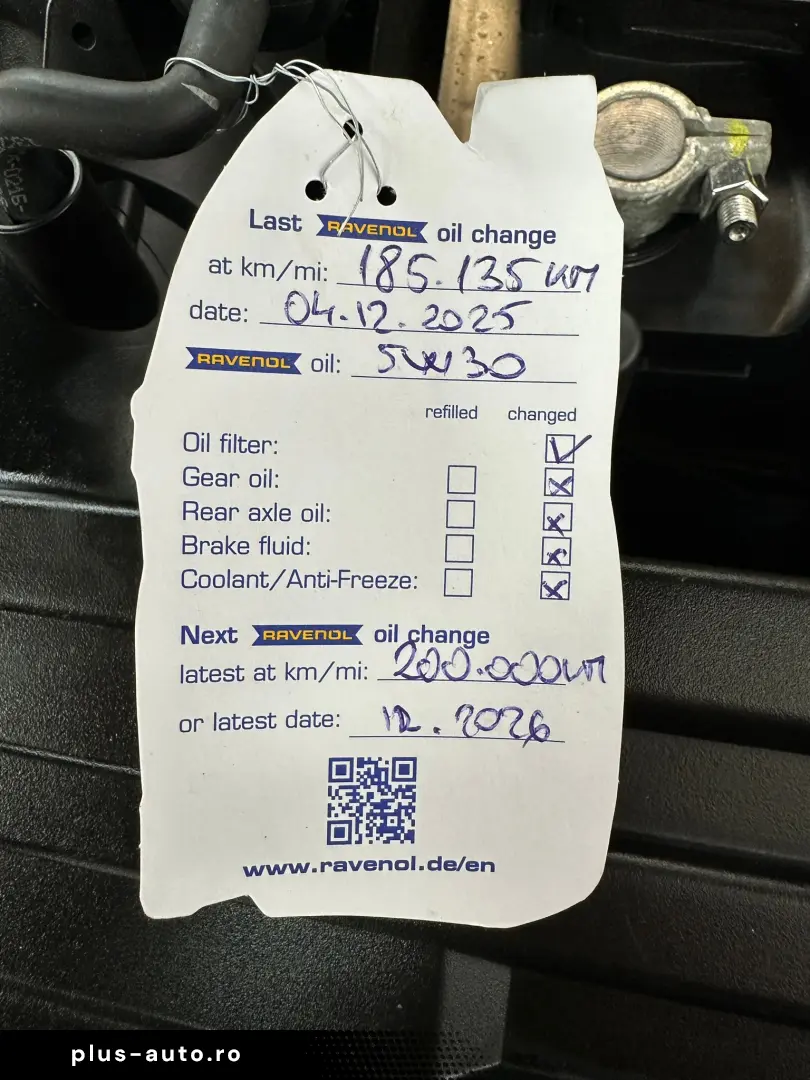 Last RAVENOL oil change
at km/mi: 185.135 km
date: 04.12.2025
RAVENOL oil: 5W30
refilled changed
Oil filter:
Gear oil:
Rear axle oil:
Brake fluid:
Coolant/Anti-Freeze:
Next RAVENOL oil change
latest at km/mi: 200.000 km
or latest date: 12.2026
www.ravenol.de/en
plus-auto.ro